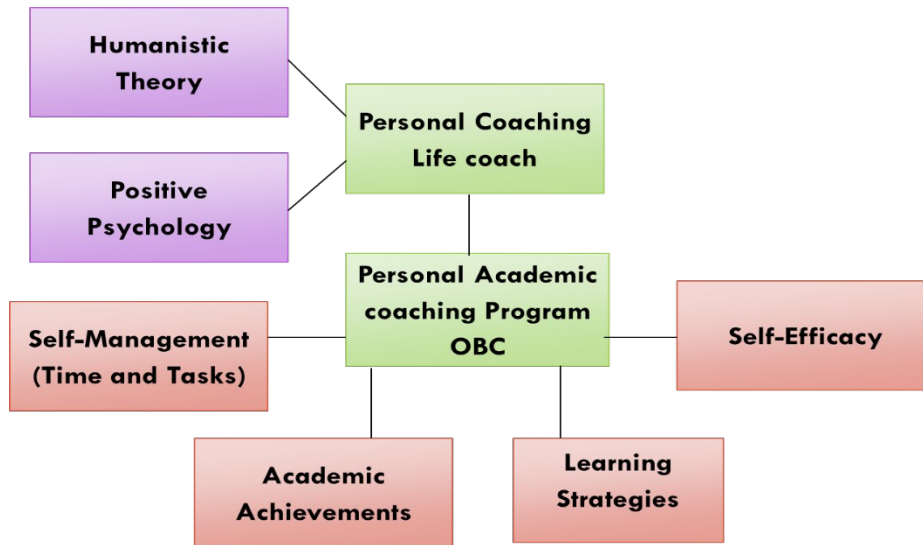 Humanistic
Theory
Personal Coaching
Life coach
Positive
Psychology
Personal Academic
coaching Program
OBC
Self-Management
(Time and Tasks)
Self-Efficacy
Academic
Achievements
Learning
Strategies